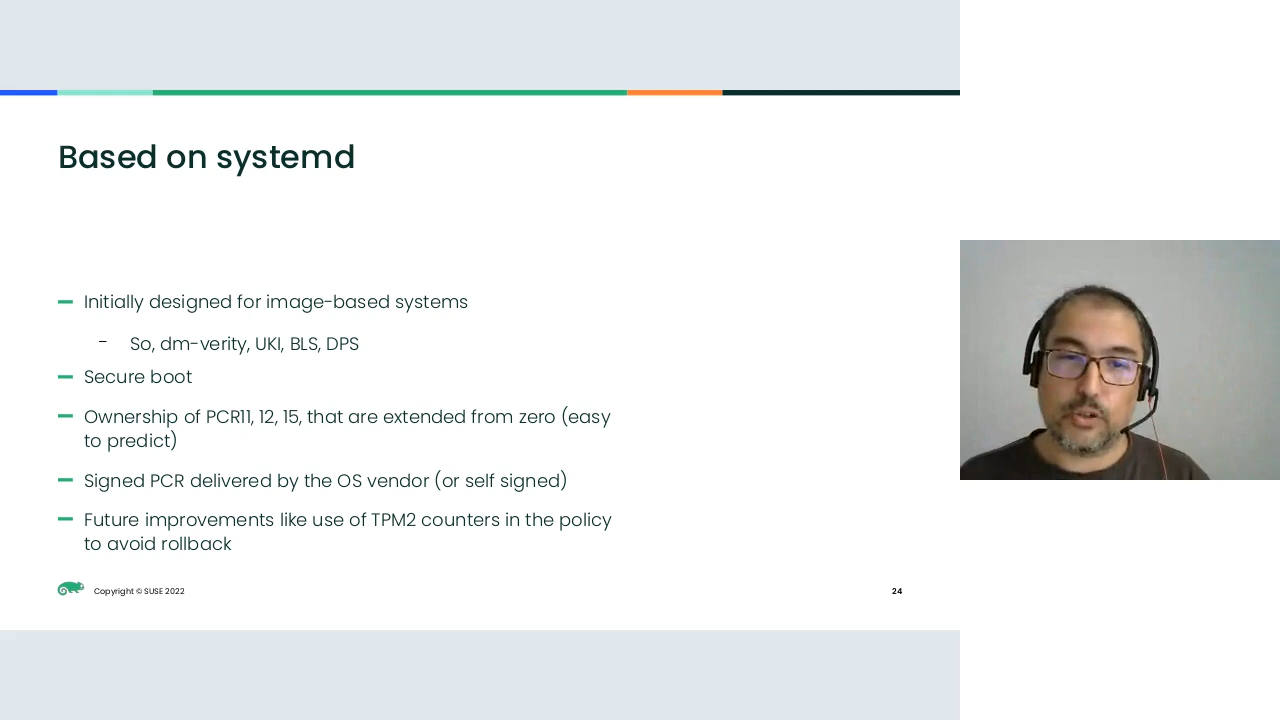 Based on systemd
Initially designed for image-based systems
- So, dm-verity, UKI, BLS, DPS
Secure boot
Ownership of PCR11, 12, 15, that are extended from zero (easy
to predict)
Signed PCR delivered by the OS vendor (or self signed)
Future improvements like use of TPM2 counters in the policy
to avoid rollback
Copyright © SUSE 2022
24